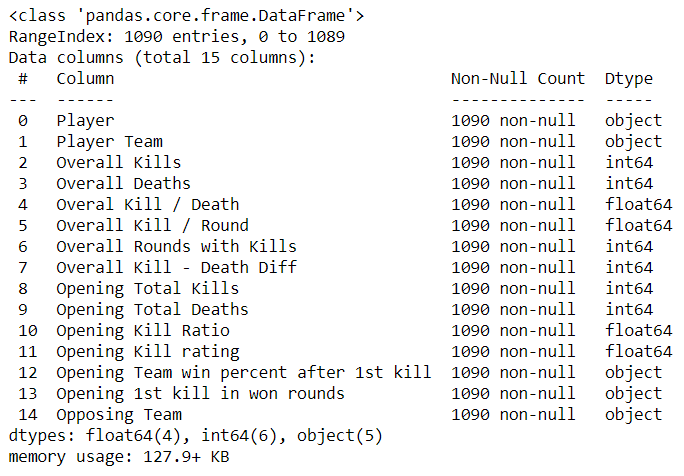 <class 'pandas.core.frame.DataFrame'>
RangeIndex: 1090 entries, 0 to 1089
Data columns (total 15 columns):
 #   Column                                Non-Null Count  Dtype
---  ------                                --------------  -----
 0   Player                                1090 non-null   object
 1   Player Team                           1090 non-null   object
 2   Overall Kills                         1090 non-null   int64
 3   Overall Deaths                        1090 non-null   int64
 4   Overal Kill / Death                   1090 non-null   float64
 5   Overall Kill / Round                  1090 non-null   float64
 6   Overall Rounds with Kills             1090 non-null   int64
 7   Overall Kill - Death Diff             1090 non-null   int64
 8   Opening Total Kills                   1090 non-null   int64
 9   Opening Total Deaths                  1090 non-null   int64
 10  Opening Kill Ratio                    1090 non-null   float64
 11  Opening Kill rating                   1090 non-null   float64
 12  Opening Team win percent after 1st kill  1090 non-null   object
 13  Opening 1st kill in won rounds        1090 non-null   object
 14  Opposing Team                         1090 non-null   object
dtypes: float64(4), int64(6), object(5)
memory usage: 127.9+ KB